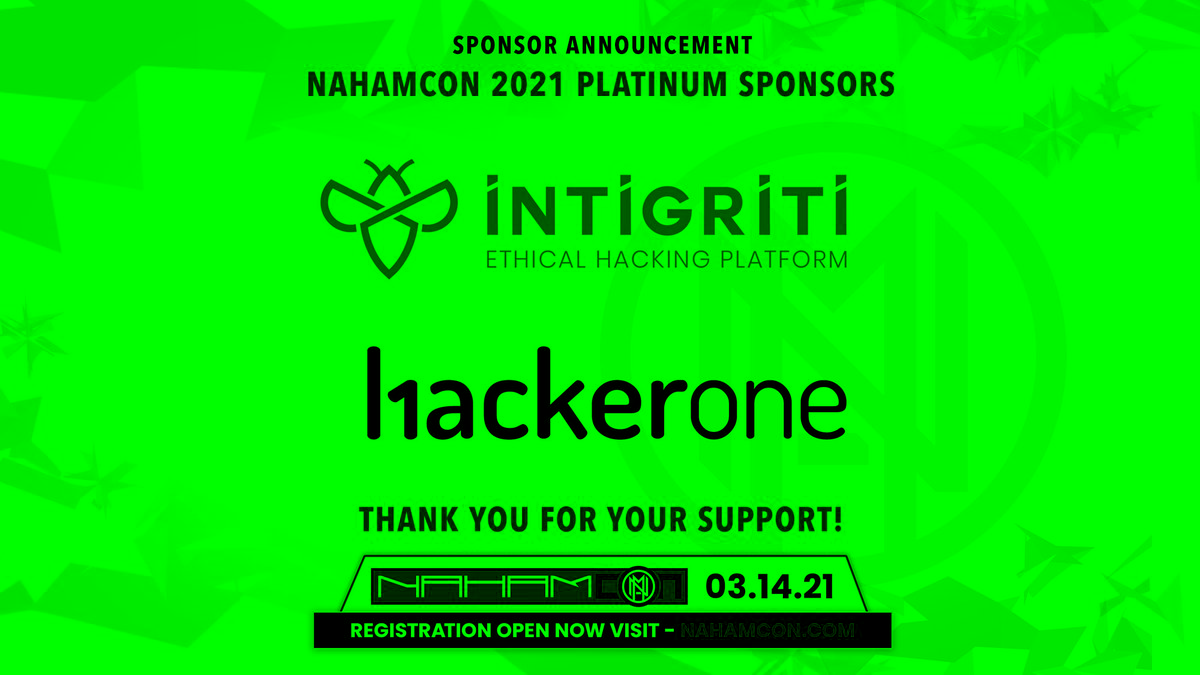 SPONSOR ANNOUNCEMENT
NAHAMCON 2021 PLATINUM SPONSORS
INTIGRITI
ETHICAL HACKING PLATFORM
hackerone
THANK YOU FOR YOUR SUPPORT!
NAHAMCON 03.14.21
REGISTRATION OPEN NOW VISIT - NAHAMCON.COM